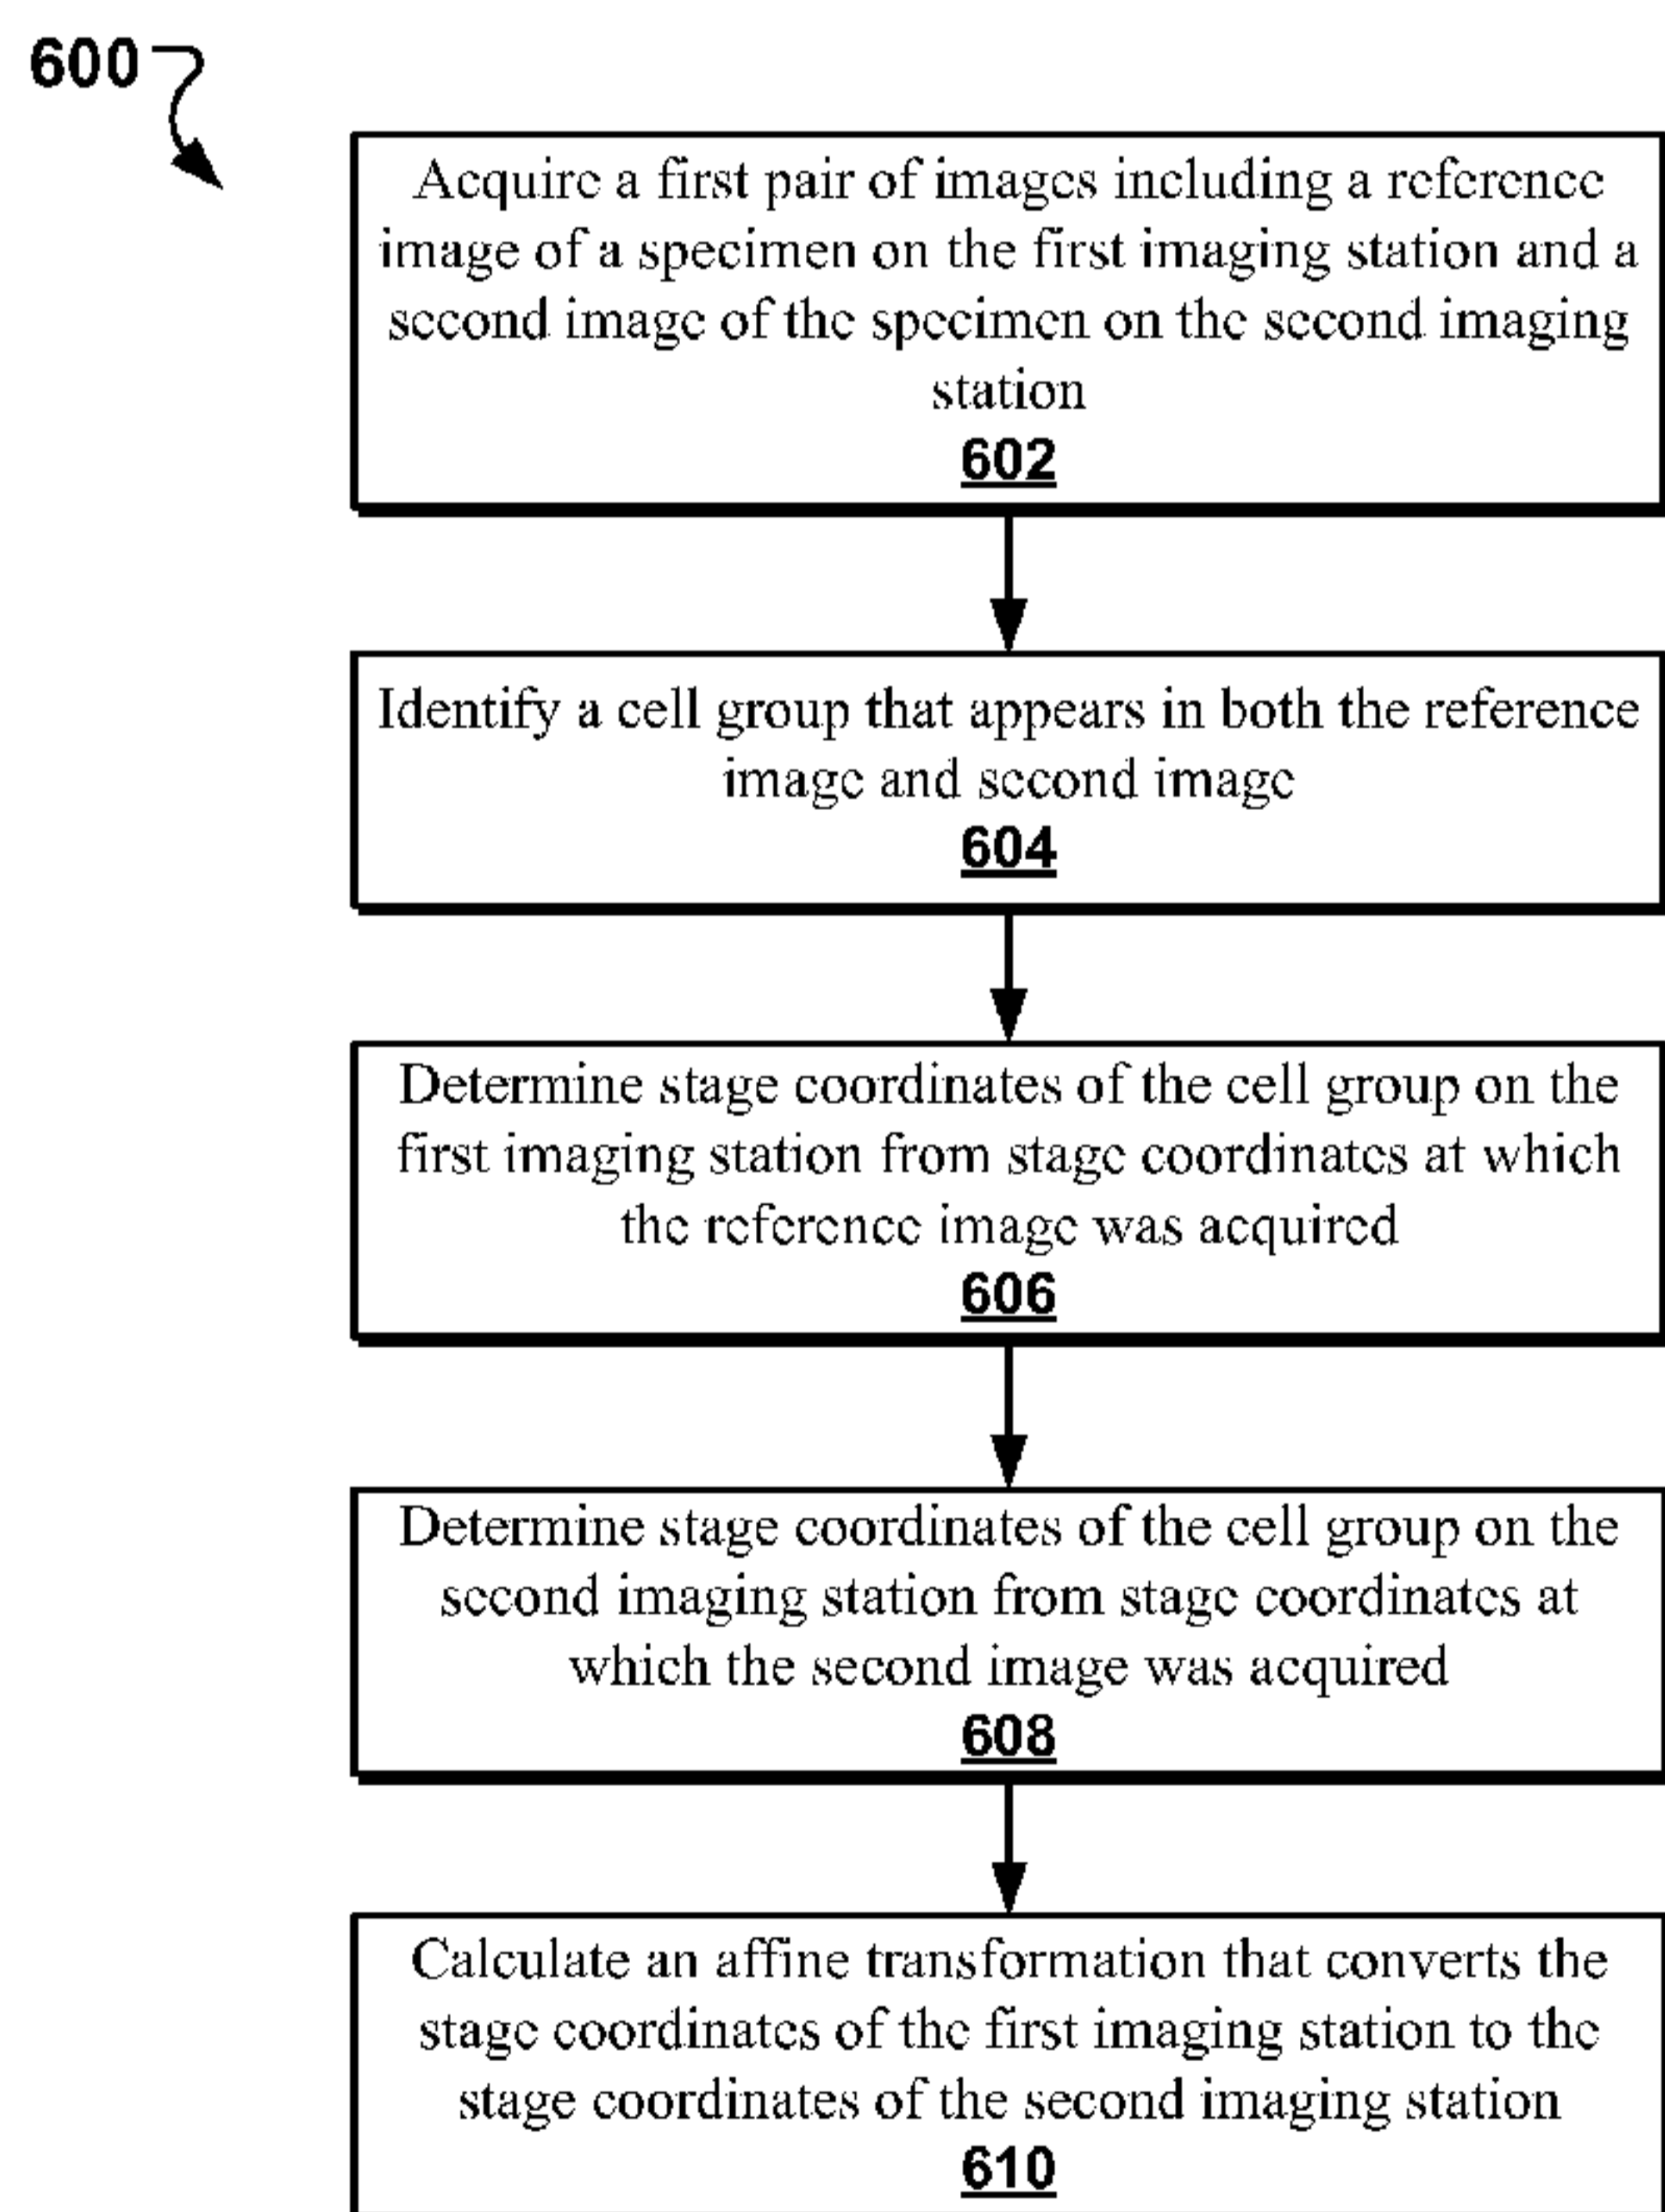 600
Acquire a first pair of images including a reference
image of a specimen on the first imaging station and a
second image of the specimen on the second imaging
station
602
Identify a cell group that appears in both the reference
image and second image
604
Determine stage coordinates of the cell group on the
first imaging station from stage coordinates at which
the reference image was acquired
606
Determine stage coordinates of the cell group on the
second imaging station from stage coordinates at
which the second image was acquired
608
Calculate an affine transformation that converts the
stage coordinates of the first imaging station to the
stage coordinates of the second imaging station
610